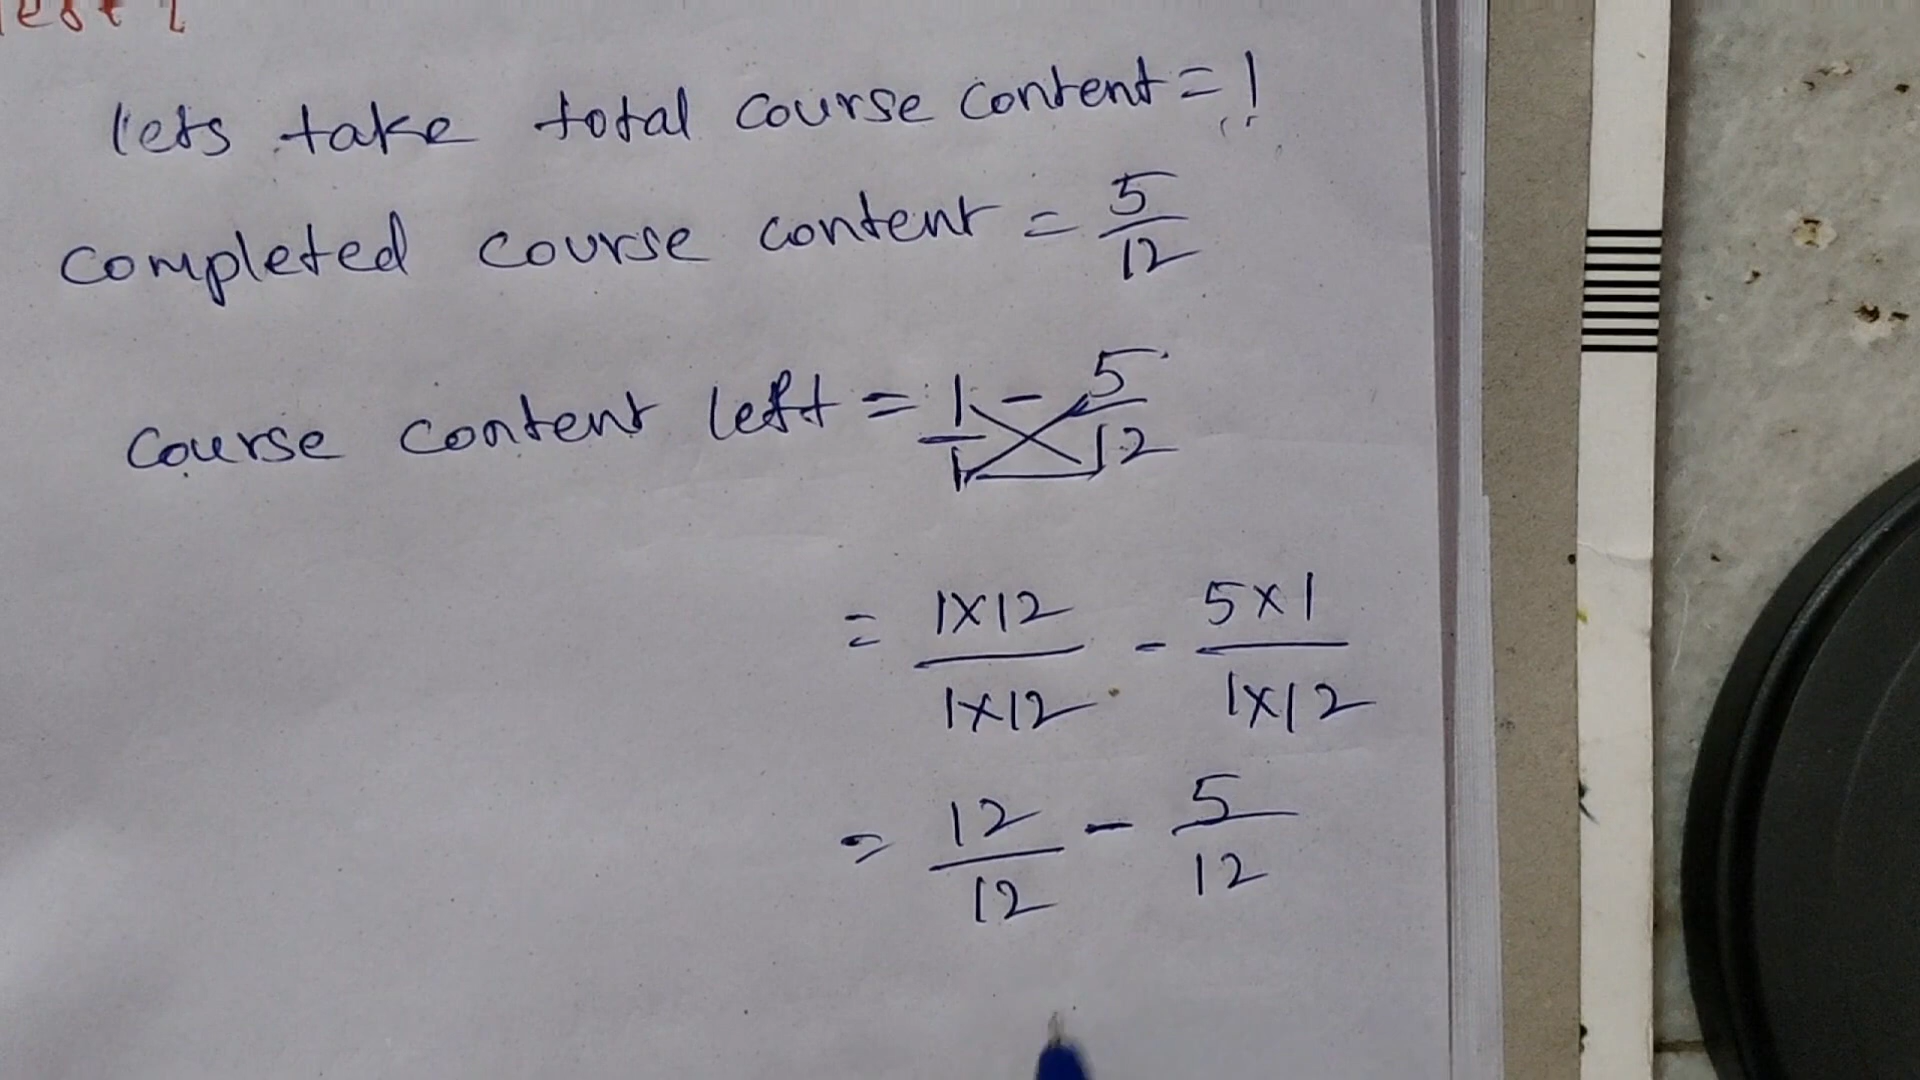 lets take total course content = 1
completed course content = 5/12
course content left = 1/1 - 5/12
= 1×12/1×12 - 5×1/1×12
= 12/12 - 5/12